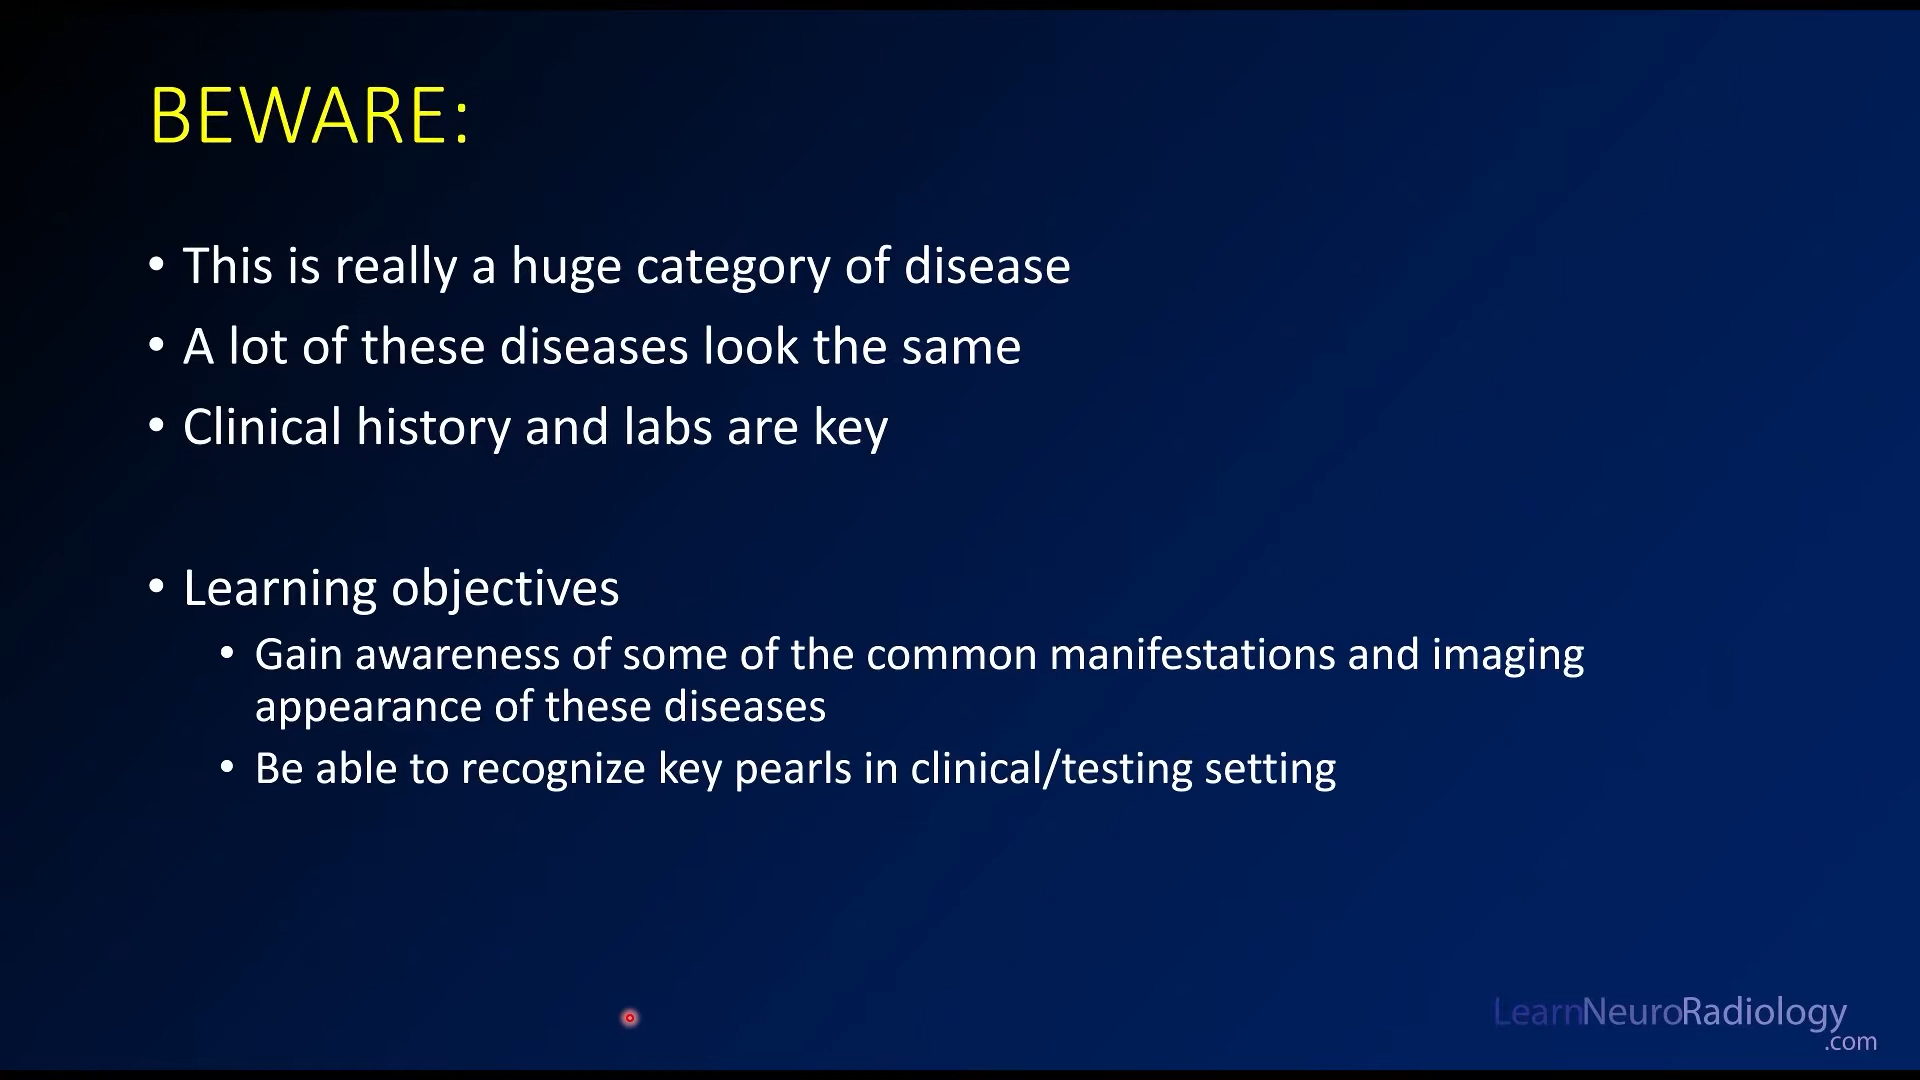 BEWARE:
• This is really a huge category of disease
• A lot of these diseases look the same
• Clinical history and labs are key
• Learning objectives
• Gain awareness of some of the common manifestations and imaging
appearance of these diseases
• Be able to recognize key pearls in clinical/testing setting
LearnNeuroRadiology
.com